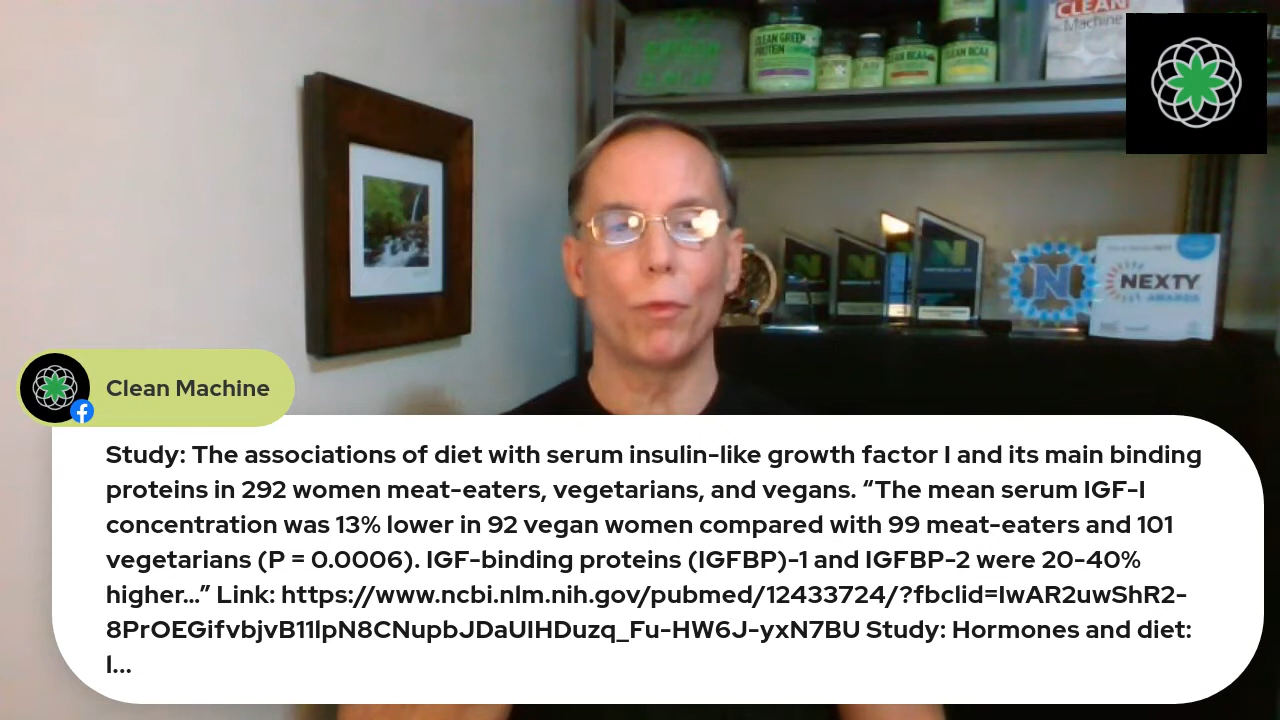 CLEAN
Machine
CLEAN GREEN
PROTEIN
CLEAN BCAA
CLEAN BCAA
N
NEXTY
AWARDS
Clean Machine
Study: The associations of diet with serum insulin-like growth factor I and its main binding
proteins in 292 women meat-eaters, vegetarians, and vegans. “The mean serum IGF-I
concentration was 13% lower in 92 vegan women compared with 99 meat-eaters and 101
vegetarians (P = 0.0006). IGF-binding proteins (IGFBP)-1 and IGFBP-2 were 20-40%
higher...” Link: https://www.ncbi.nlm.nih.gov/pubmed/12433724/?fbclid=IwAR2uwShR2-
8PrOEGifvbjvB11lpN8CNupbJDaUIHDuzq_Fu-HW6J-yxN7BU Study: Hormones and diet:
l...